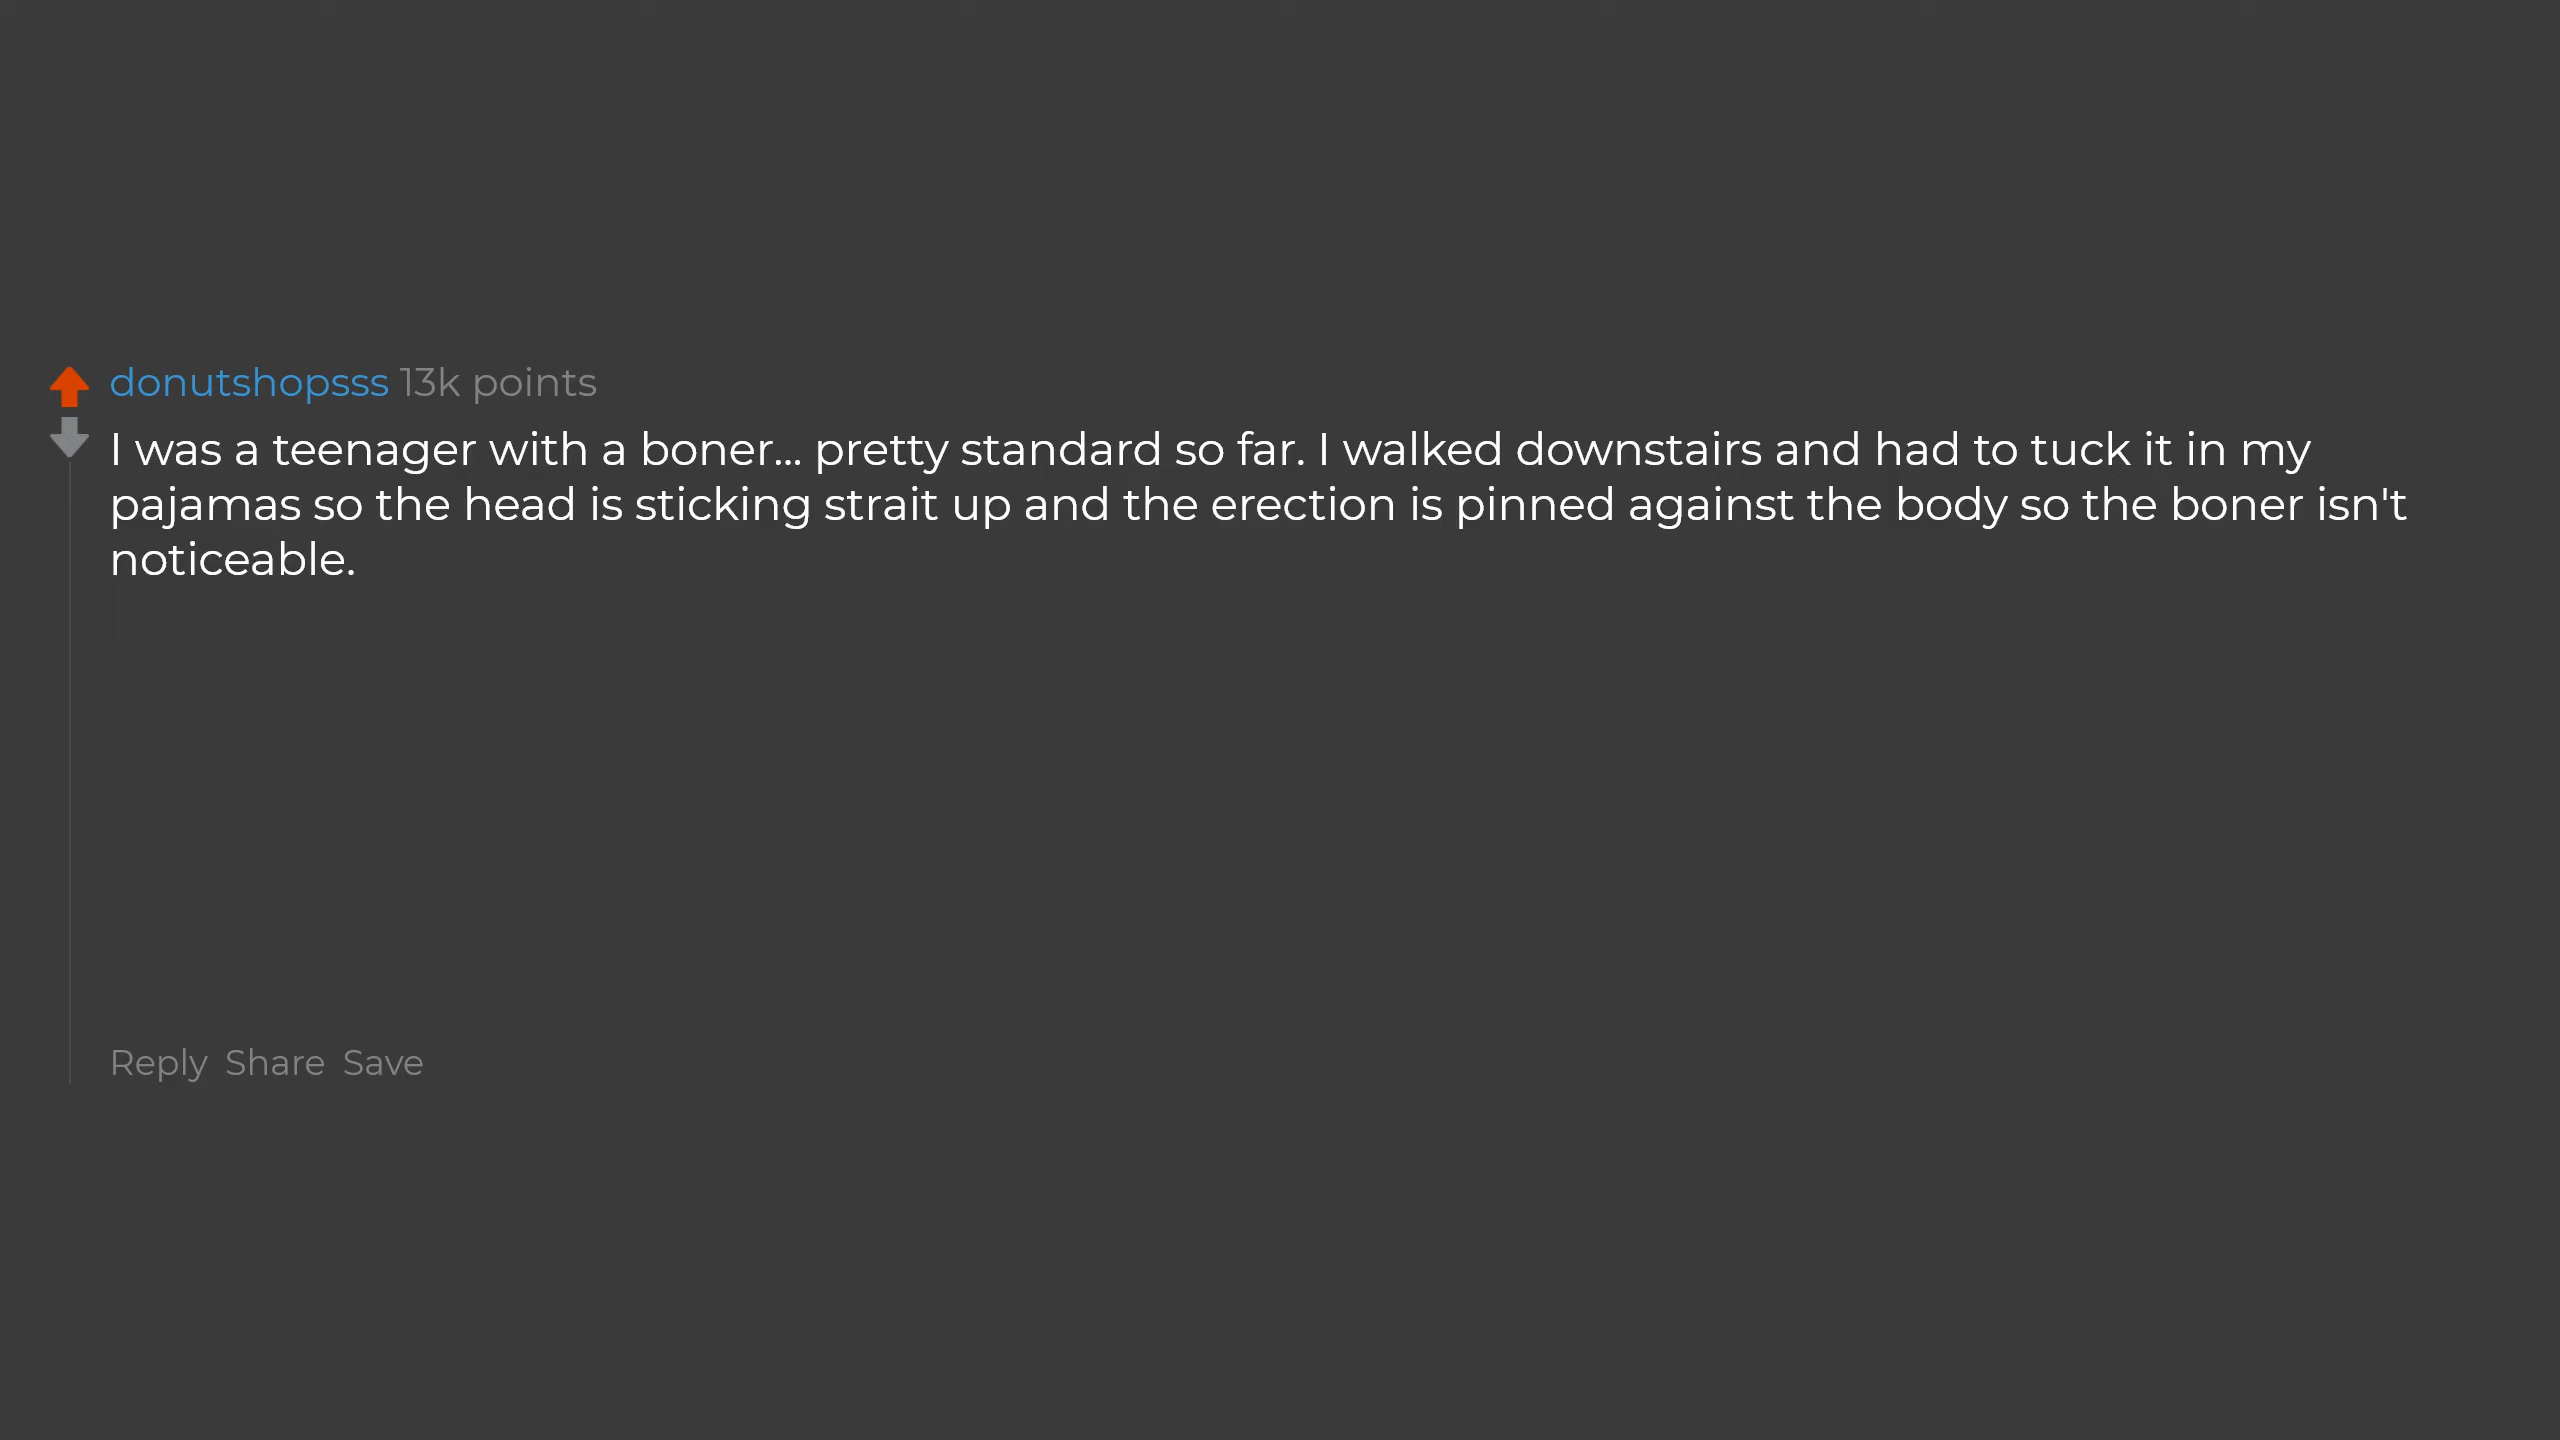 donutshopsss 13k points
I was a teenager with a boner... pretty standard so far. I walked downstairs and had to tuck it in my
pajamas so the head is sticking strait up and the erection is pinned against the body so the boner isn't
noticeable.
Reply Share Save